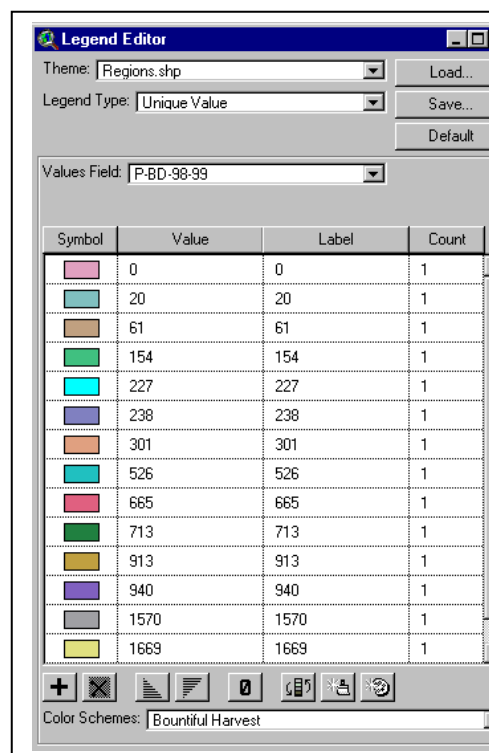 Legend Editor
Theme: Regions.shp
Load...
Legend Type: Unique Value
Save...
Default
Values Field: P-BD-98-99
Symbol Value Label Count
0 0 1
20 20 1
61 61 1
154 154 1
227 227 1
238 238 1
301 301 1
526 526 1
665 665 1
713 713 1
913 913 1
940 940 1
1570 1570 1
1669 1669 1
Color Schemes: Bountiful Harvest